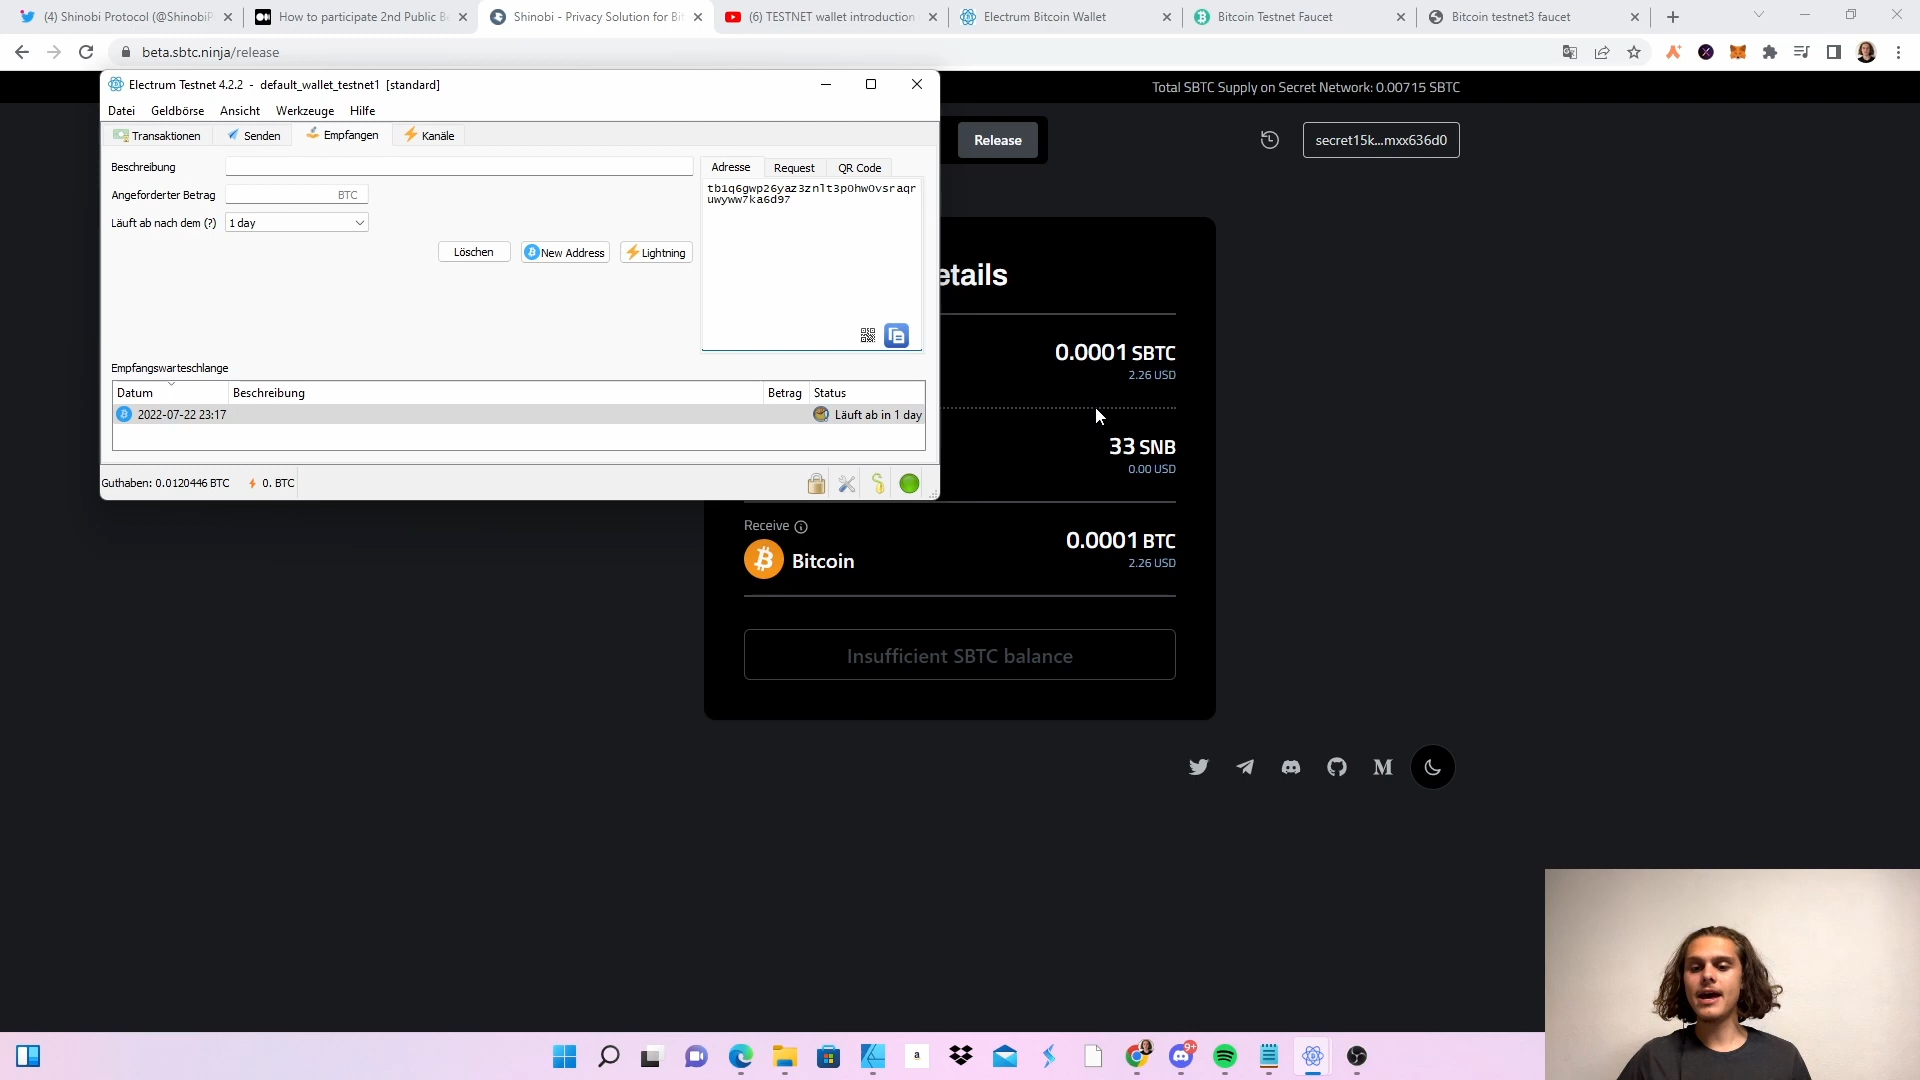 (4) Shinobi Protocol (@ShinobiP
How to participate 2nd Public Be
Shinobi - Privacy Solution for Bit
(6) TESTNET wallet introduction
Electrum Bitcoin Wallet
Bitcoin Testnet Faucet
Bitcoin testnet3 faucet
beta.sbtc.ninja/release
Electrum Testnet 4.2.2 - default_wallet_testnet1 [standard]
Total SBTC Supply on Secret Network: 0.00715 SBTC
Datei Geldbörse Ansicht Werkzeuge Hilfe
Transaktionen Senden Empfangen Kanäle
Release
secret15k...mxx636d0
Beschreibung
Adresse Request QR Code
Angeforderter Betrag BTC
tb1q6gwp26yaz3znlt3p0hw0vsraqr
uwyww7ka6d97
Läuft ab nach dem (?) 1 day
Löschen New Address Lightning
etails
0.0001 SBTC
2.26 USD
Empfangswarteschlange
Datum Beschreibung Betrag Status
2022-07-22 23:17 Läuft ab in 1 day
33 SNB
0.00 USD
Guthaben: 0.0120446 BTC 0. BTC
Receive
Bitcoin
0.0001 BTC
2.26 USD
Insufficient SBTC balance
a
9+